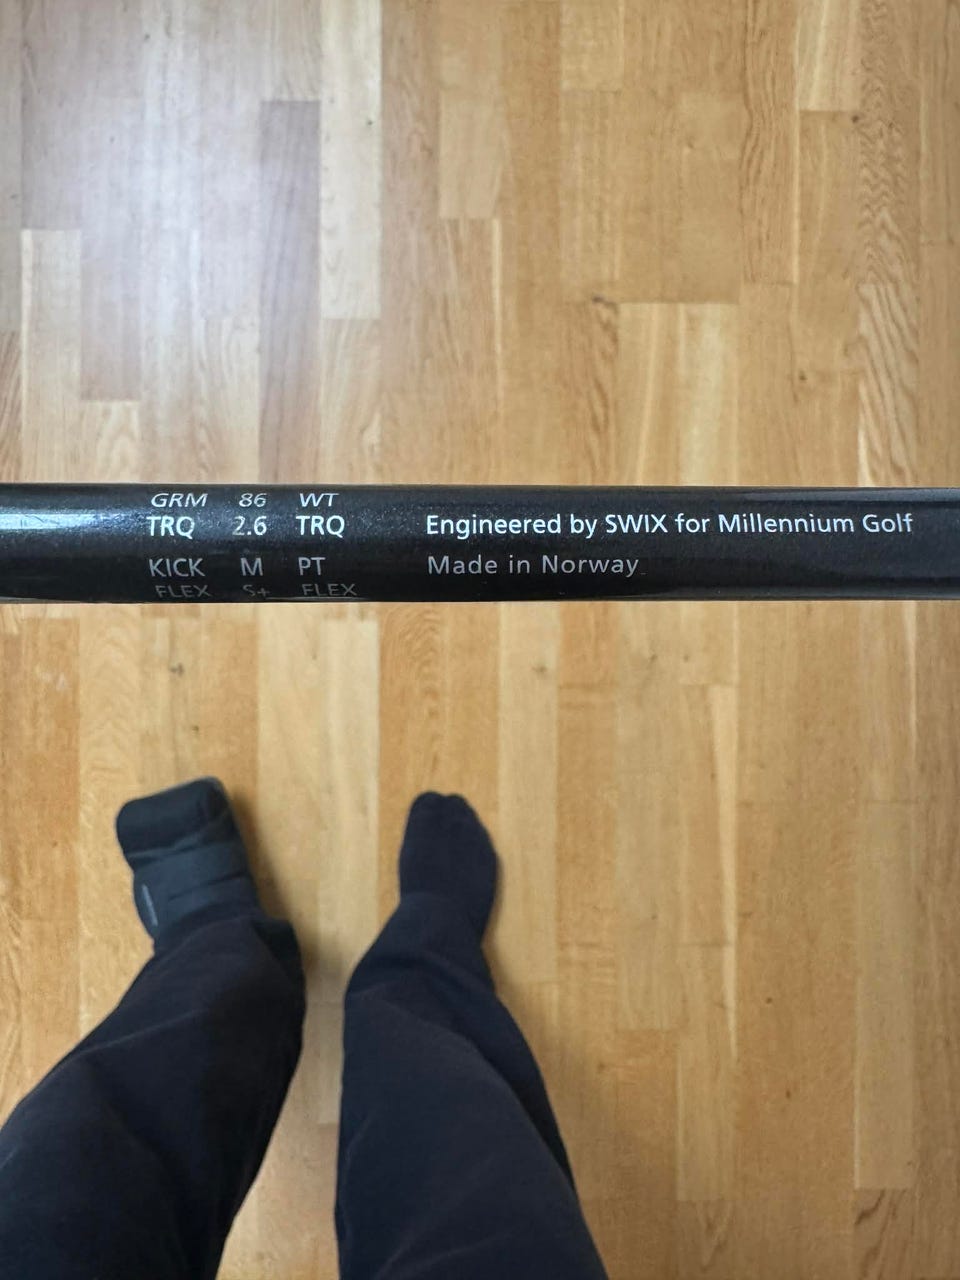 GRM 86 WT
TRQ 2.6 TRQ
KICK M PT
FLEX S+ FLEX
Engineered by SWIX for Millennium Golf
Made in Norway